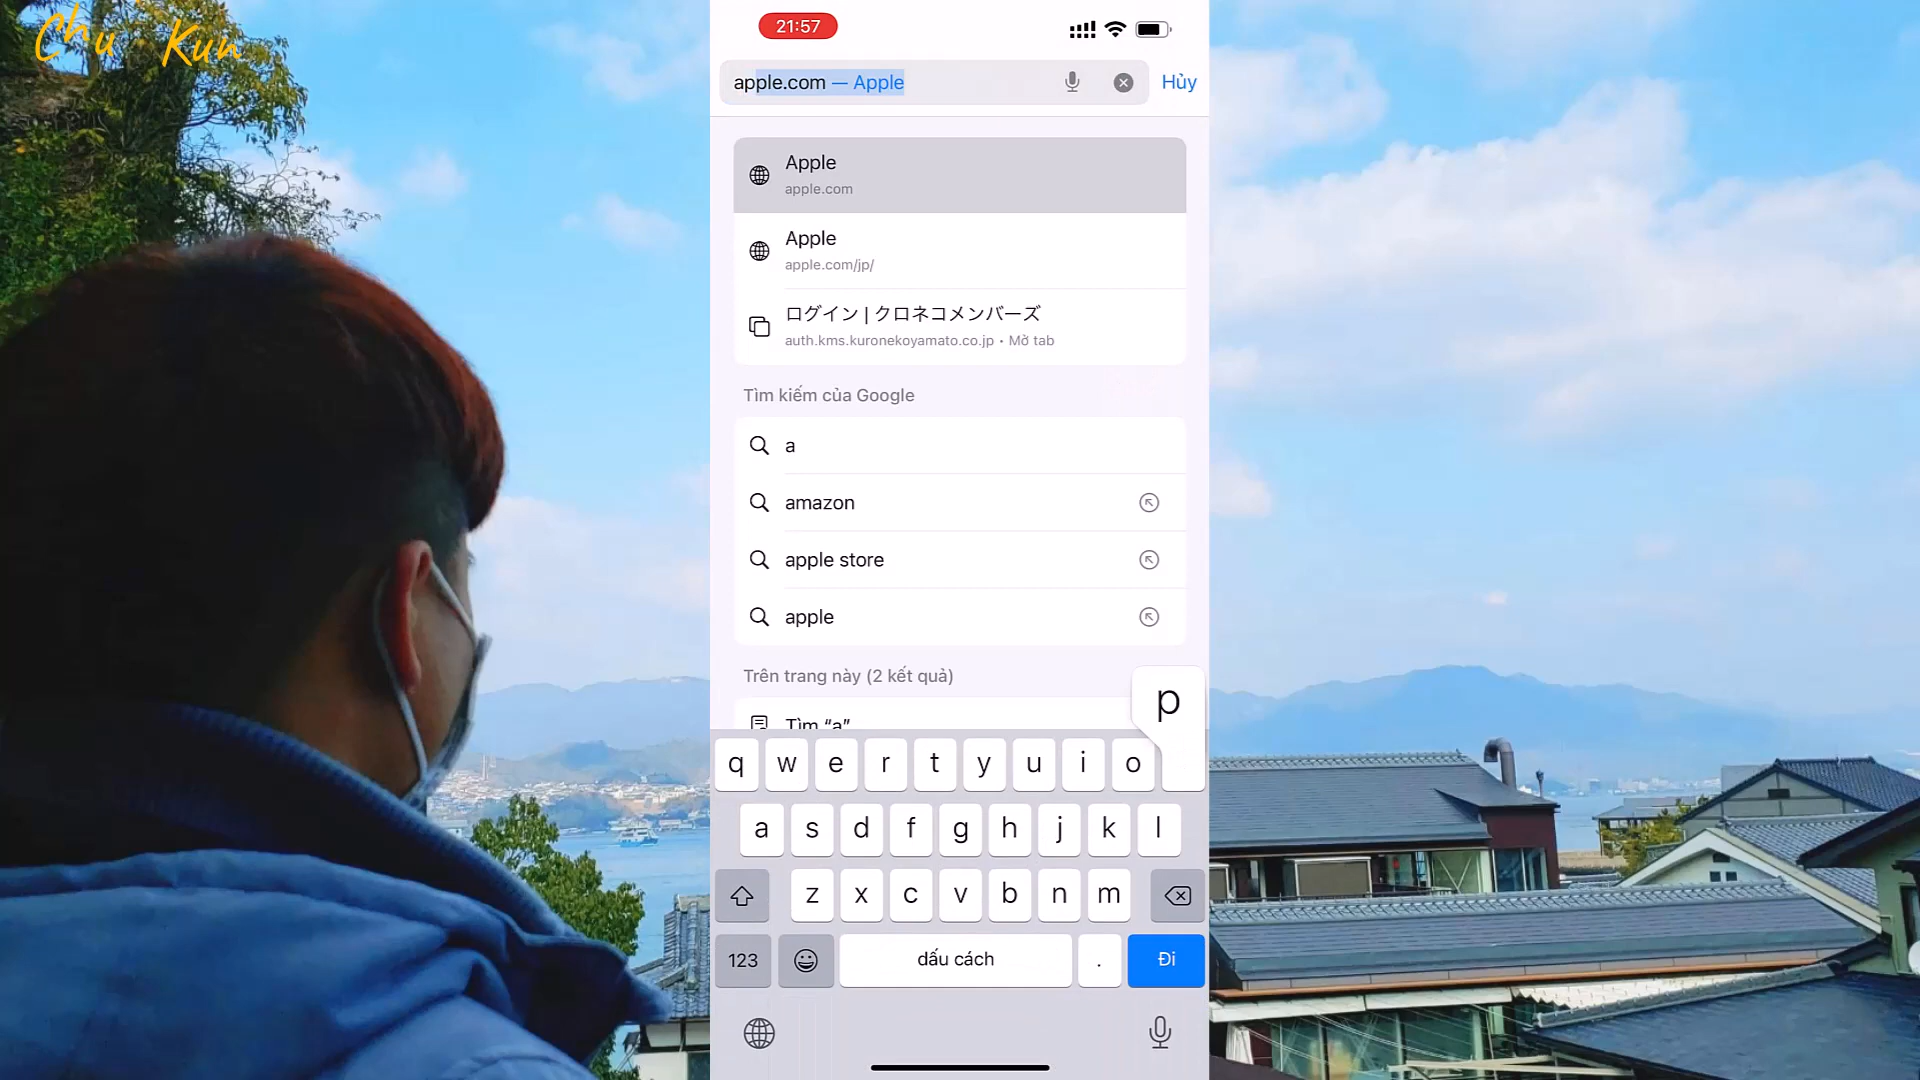 Chu Kun
21:57
apple.com — Apple
Hủy
Apple
apple.com
Apple
apple.com/jp/
ログイン | クロネコメンバーズ
auth.kms.kuronekoyamato.co.jp • Mở tab
Tìm kiếm của Google
a
amazon
apple store
apple
Trên trang này (2 kết quả)
Tìm “a”
p
q w e r t y u i o
a s d f g h j k l
z x c v b n m
123 dấu cách . Đi